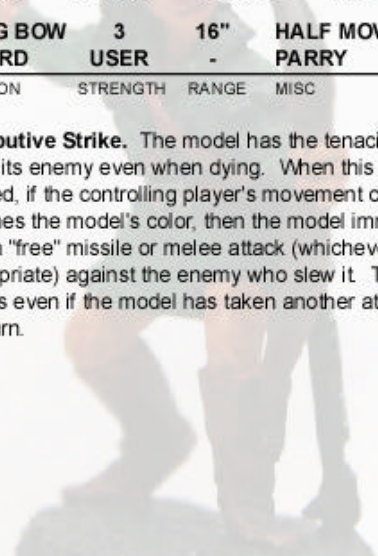 G BOW 3 16" HALF MOV
RD USER - PARRY
ON STRENGTH RANGE MISC
butive Strike. The model has the tenaci
its enemy even when dying. When this
ed, if the controlling player's movement c
hes the model's color, then the model imm
a "free" missile or melee attack (whicheve
opriate) against the enemy who slew it. T
s even if the model has taken another at
urn.